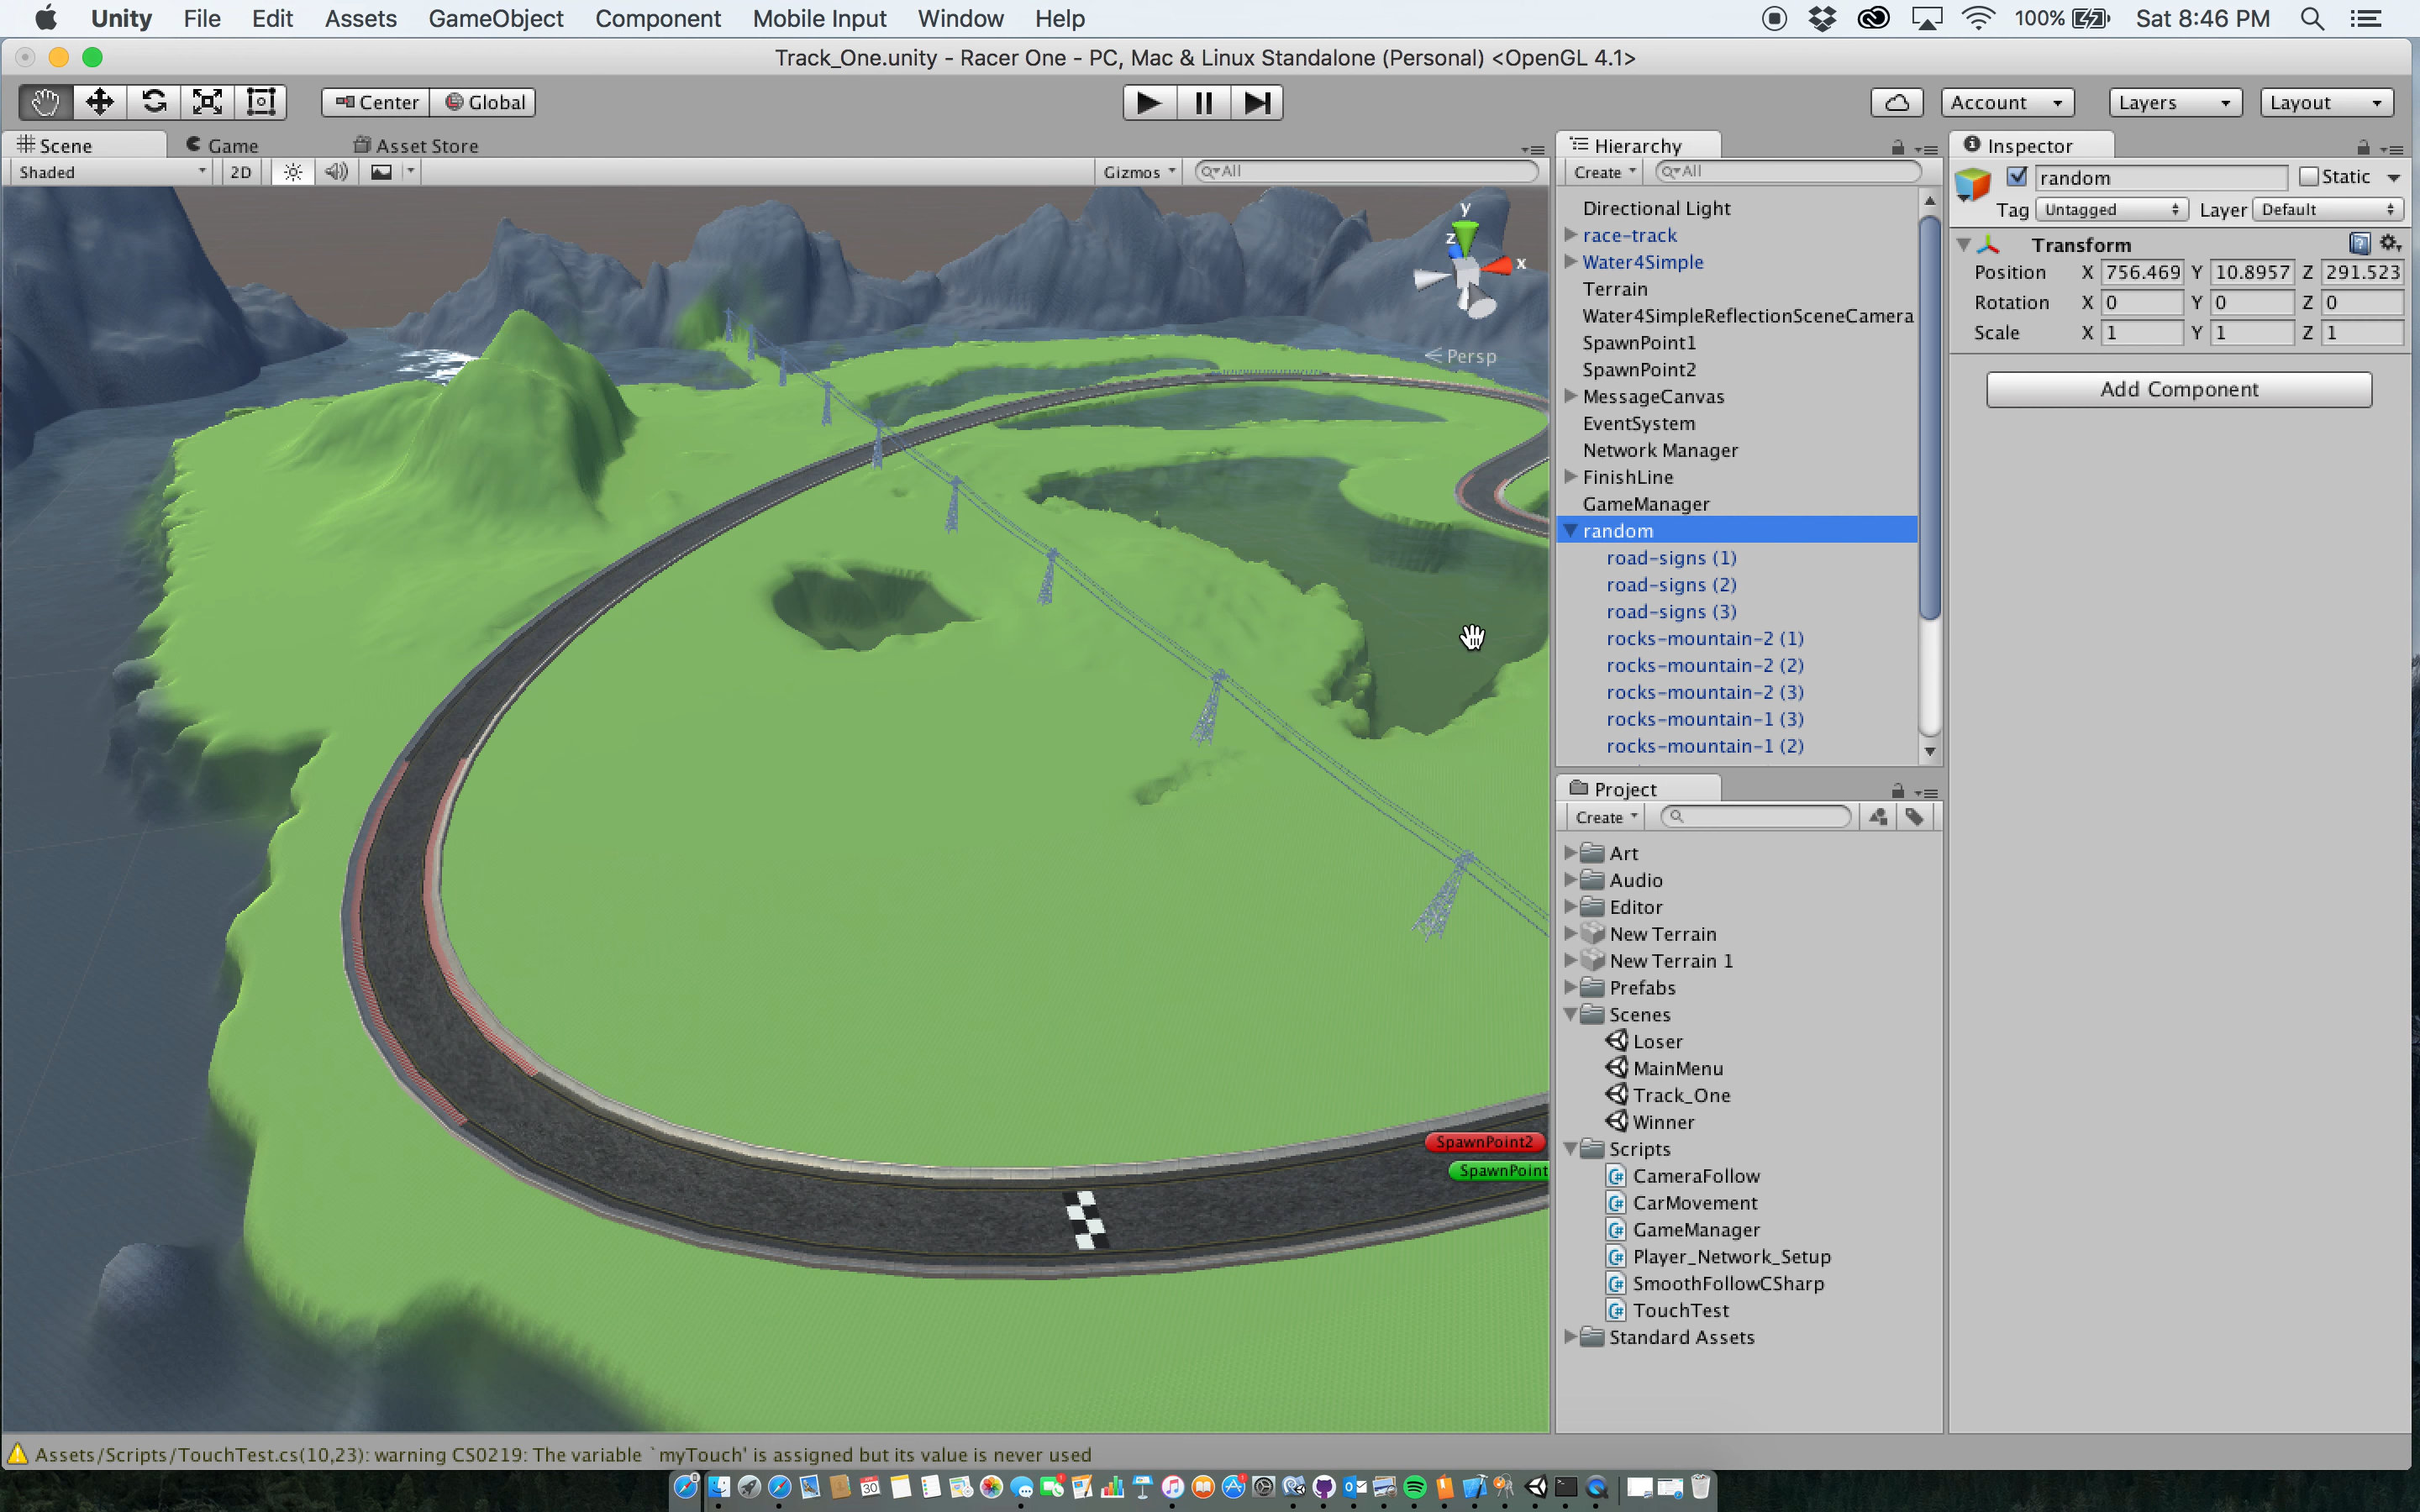 Unity File Edit Assets GameObject Component Mobile Input Window Help 100% Sat 8:46 PM
Track_One.unity - Racer One - PC, Mac & Linux Standalone (Personal) <OpenGL 4.1>
Center Global Account Layers Layout
Scene Game Asset Store
Shaded 2D Gizmos All
y
z
x
Persp
SpawnPoint2
SpawnPoint
Hierarchy
Create All
Directional Light
race-track
Water4Simple
Terrain
Water4SimpleReflectionSceneCamera
SpawnPoint1
SpawnPoint2
MessageCanvas
EventSystem
Network Manager
FinishLine
GameManager
random
road-signs (1)
road-signs (2)
road-signs (3)
rocks-mountain-2 (1)
rocks-mountain-2 (2)
rocks-mountain-2 (3)
rocks-mountain-1 (3)
rocks-mountain-1 (2)
Project
Create
Art
Audio
Editor
New Terrain
New Terrain 1
Prefabs
Scenes
Loser
MainMenu
Track_One
Winner
Scripts
CameraFollow
CarMovement
GameManager
Player_Network_Setup
SmoothFollowCSharp
TouchTest
Standard Assets
Inspector
random Static
Tag Untagged Layer Default
Transform
Position X 756.469 Y 10.8957 Z 291.523
Rotation X 0 Y 0 Z 0
Scale X 1 Y 1 Z 1
Add Component
Assets/Scripts/TouchTest.cs(10,23): warning CS0219: The variable `myTouch' is assigned but its value is never used
30